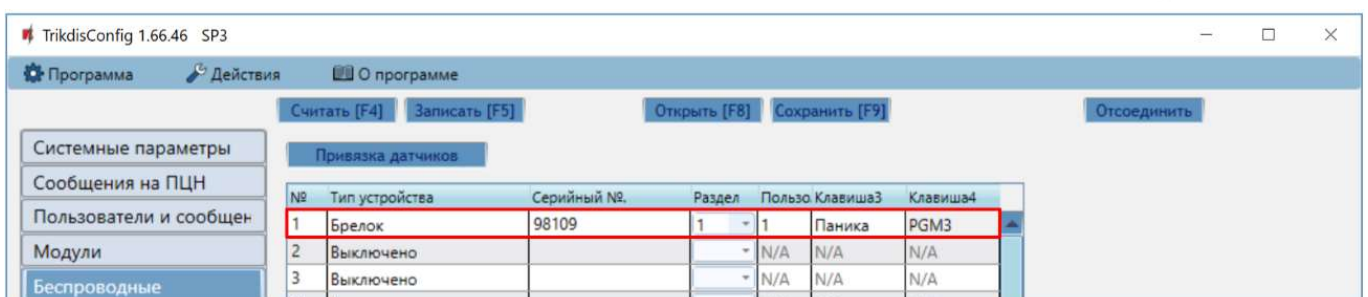 TrikdisConfig 1.66.46 SP3
Программа Действия О программе
Считать [F4] Записать [F5] Открыть [F8] Сохранить [F9] Отсоединить
Системные параметры
Привязка датчиков
Сообщения на ПЦН
№ Тип устройства Серийный №. Раздел Пользо Клавиша3 Клавиша4
Пользователи и сообщен
1 Брелок 98109 1 1 Паника PGM3
Модули
2 Выключено N/A N/A N/A
Беспроводные
3 Выключено N/A N/A N/A